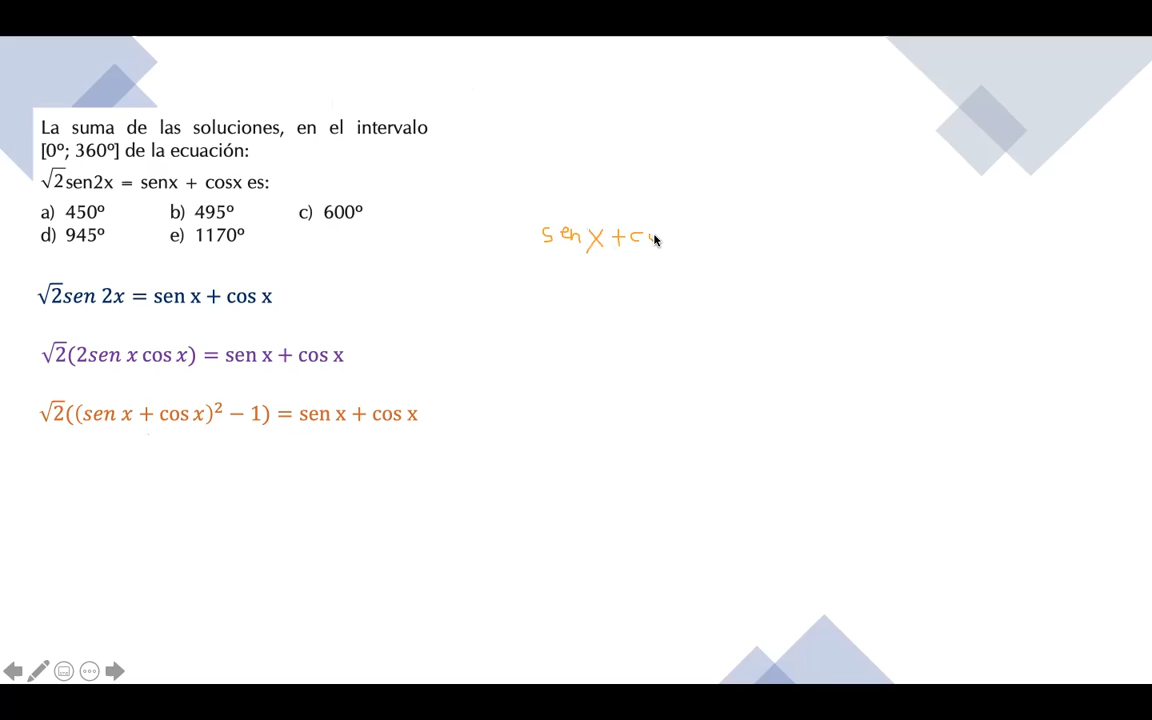 La suma de las soluciones, en el intervalo
[0º; 360º] de la ecuación:
√2sen2x = senx + cosx es:
a) 450º b) 495º c) 600º
d) 945º e) 1170º
sen x + c
√2sen 2x = sen x + cos x
√2(2sen x cos x) = sen x + cos x
√2((sen x + cos x)² − 1) = sen x + cos x